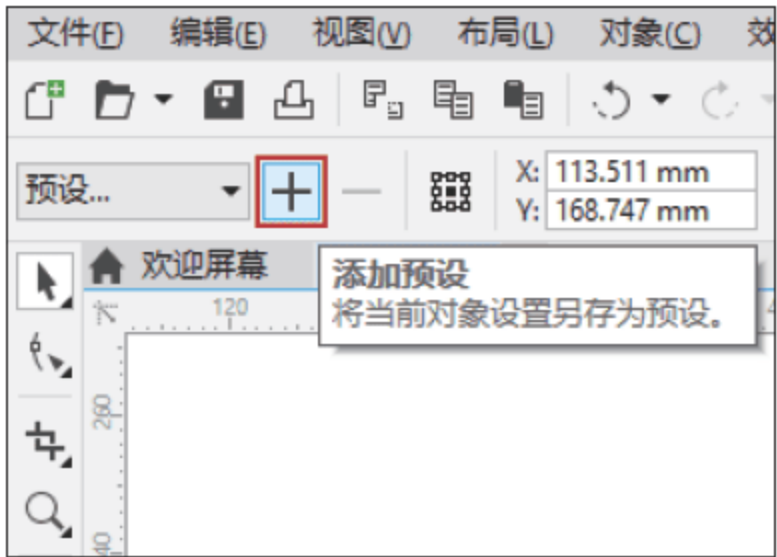 文件(F) 编辑(E) 视图(V) 布局(L) 对象(C) 效
预设... X: 113.511 mm
Y: 168.747 mm
欢迎屏幕
添加预设
将当前对象设置另存为预设。
120
260